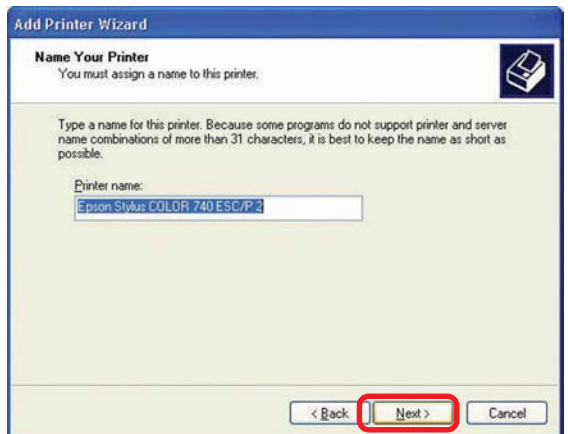 Add Printer Wizard
Name Your Printer
You must assign a name to this printer.
Type a name for this printer. Because some programs do not support printer and server
name combinations of more than 31 characters, it is best to keep the name as short as
possible.
Printer name:
Epson Stylus COLOR 740 ESC/P 2
< Back Next > Cancel